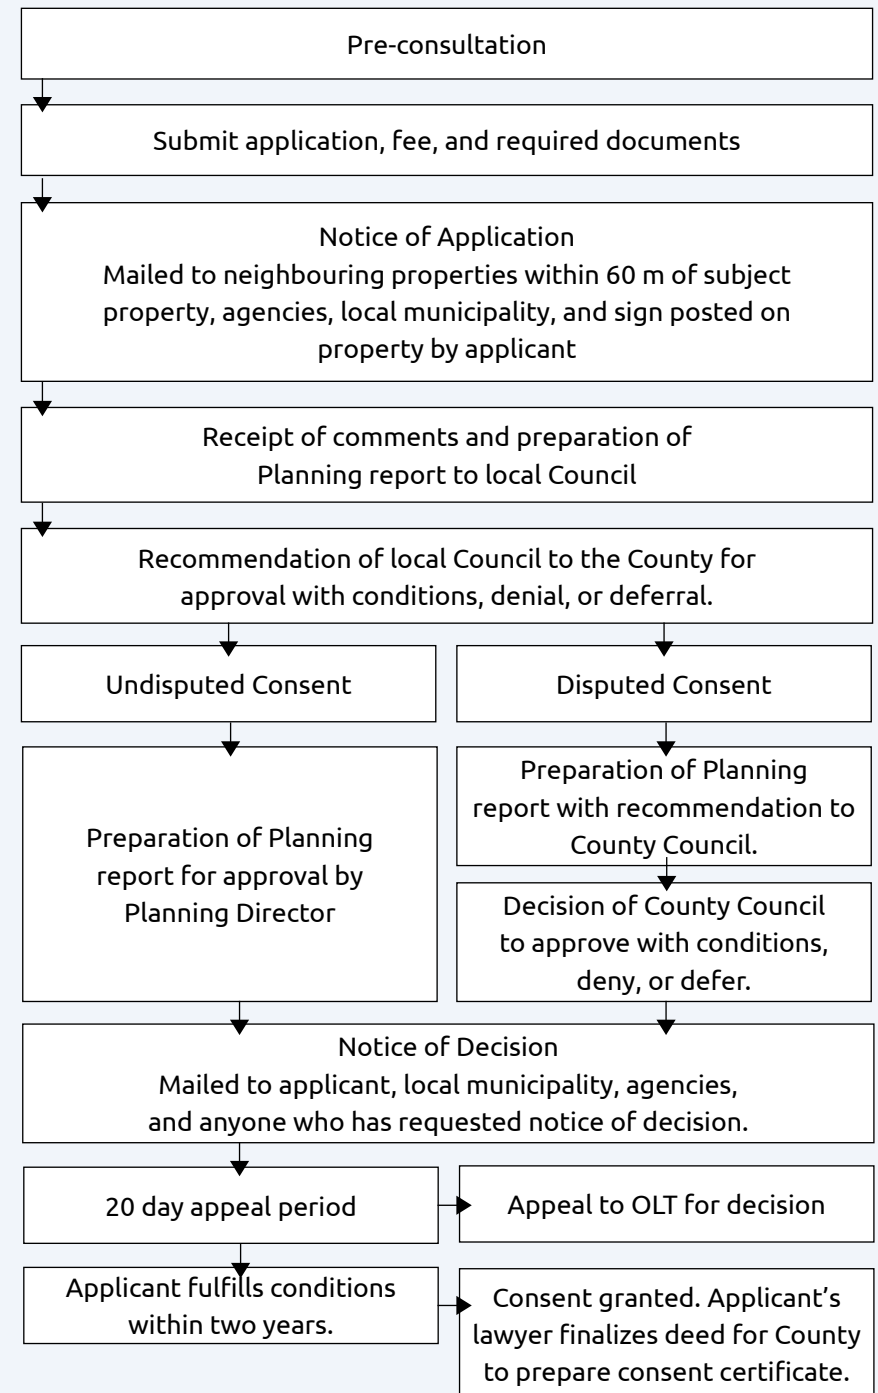 Pre-consultation
Submit application, fee, and required documents
Notice of Application
Mailed to neighbouring properties within 60 m of subject
property, agencies, local municipality, and sign posted on
property by applicant
Receipt of comments and preparation of
Planning report to local Council
Recommendation of local Council to the County for
approval with conditions, denial, or deferral.
Undisputed Consent
Disputed Consent
Preparation of Planning
report for approval by
Planning Director
Preparation of Planning
report with recommendation to
County Council.
Decision of County Council
to approve with conditions,
deny, or defer.
Notice of Decision
Mailed to applicant, local municipality, agencies,
and anyone who has requested notice of decision.
20 day appeal period
Appeal to OLT for decision
Applicant fulfills conditions
within two years.
Consent granted. Applicant’s
lawyer finalizes deed for County
to prepare consent certificate.